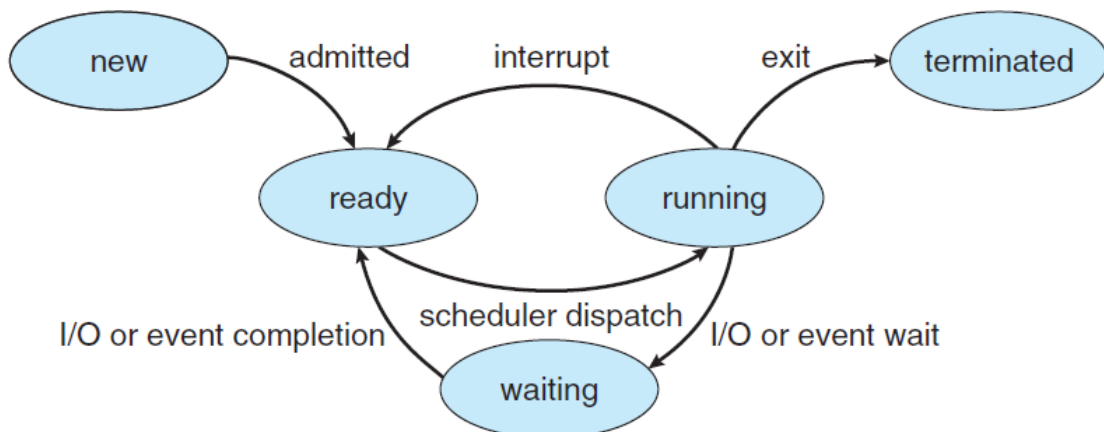 new
admitted
interrupt
exit
terminated
ready
running
I/O or event completion
scheduler dispatch
I/O or event wait
waiting